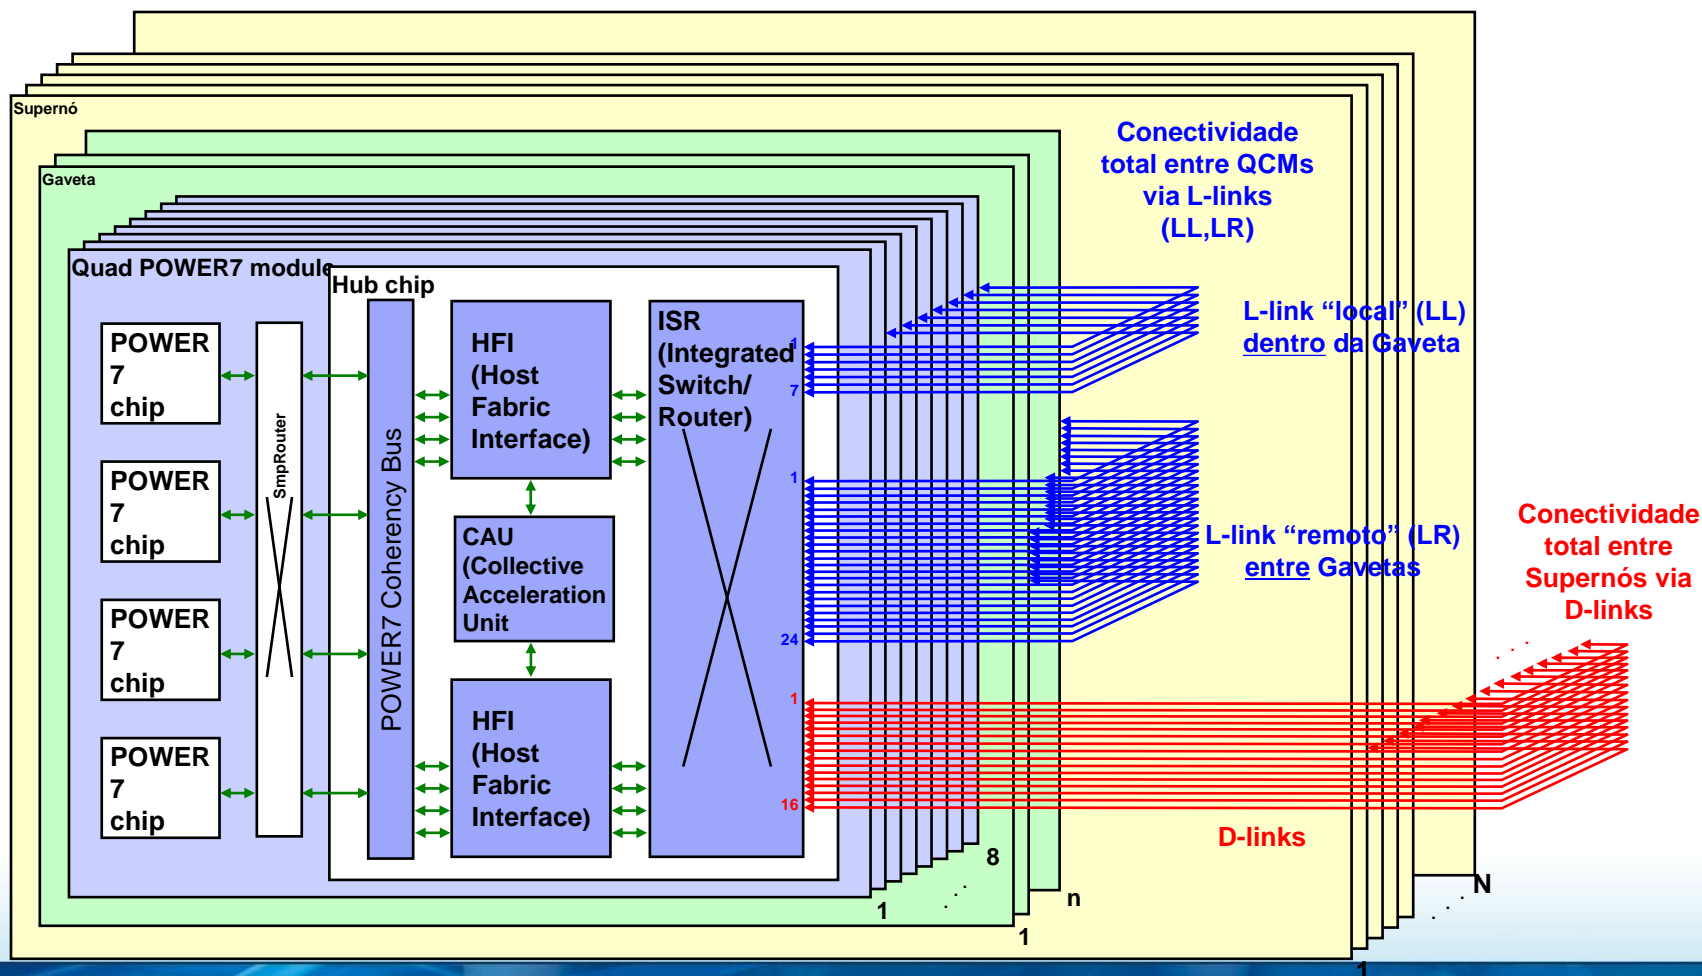 Supernó
Gaveta
Quad POWER7 module
Hub chip
POWER
7
chip
POWER
7
chip
POWER
7
chip
POWER
7
chip
SmpRouter
POWER7 Coherency Bus
HFI
(Host
Fabric
Interface)
CAU
(Collective
Acceleration
Unit
HFI
(Host
Fabric
Interface)
ISR
(Integrated
Switch/
Router)
1
7
1
24
1
16
Conectividade
total entre QCMs
via L-links
(LL,LR)
L-link “local” (LL)
dentro da Gaveta
L-link “remoto” (LR)
entre Gavetas
Conectividade
total entre
Supernós via
D-links
D-links
8
. . .
1
n
1
N
. . .
1
. . .